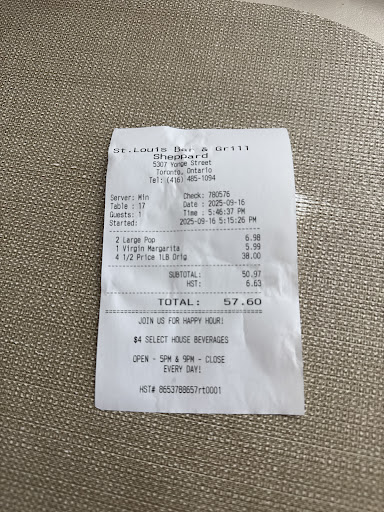 St.Louis Bar & Grill
Sheppard
5307 Yonge Street
Toronto, Ontario
Tel: (416) 485-1094
Server: Min Check: 780576
Table : 17 Date : 2025-09-16
Guests: 1 Time : 5:46:37 PM
Started: 2025-09-16 5:15:26 PM
2 Large Pop 6.98
1 Virgin Margarita 5.99
4 1/2 Price 1LB Orig 38.00
SUBTOTAL: 50.97
HST: 6.63
TOTAL: 57.60
JOIN US FOR HAPPY HOUR!
$4 SELECT HOUSE BEVERAGES
OPEN - 5PM & 9PM - CLOSE
EVERY DAY!
HST# 8653788657rt0001